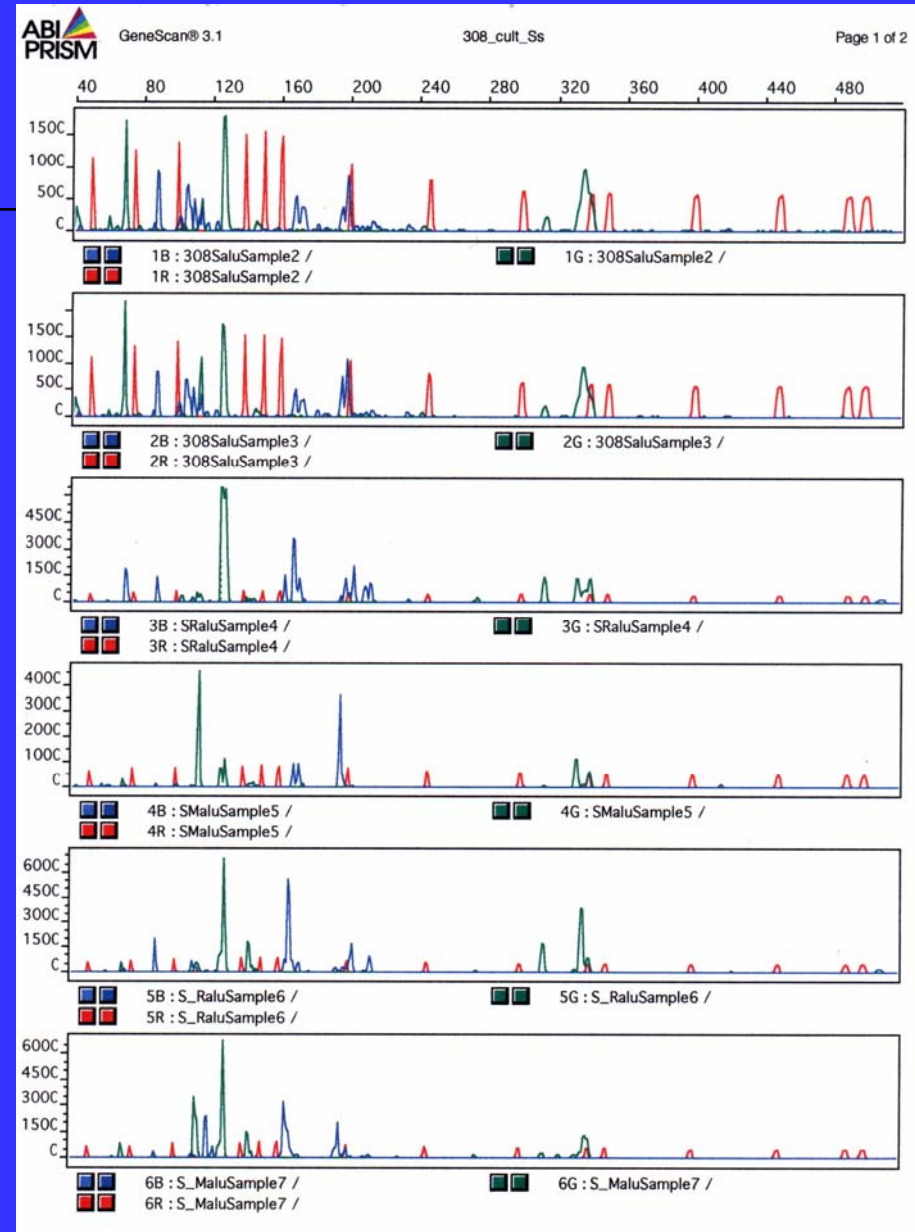 ABI PRISM GeneScan® 3.1 308_cult_Ss Page 1 of 2
40 80 120 160 200 240 280 320 360 400 440 480
150C
100C
50C
C
1B : 308SaluSample2 / 1G : 308SaluSample2 /
1R : 308SaluSample2 /
150C
100C
50C
C
2B : 308SaluSample3 / 2G : 308SaluSample3 /
2R : 308SaluSample3 /
450C
300C
150C
C
3B : SRaluSample4 / 3G : SRaluSample4 /
3R : SRaluSample4 /
400C
300C
200C
100C
C
4B : SMaluSample5 / 4G : SMaluSample5 /
4R : SMaluSample5 /
600C
450C
300C
150C
C
5B : S_RaluSample6 / 5G : S_RaluSample6 /
5R : S_RaluSample6 /
600C
450C
300C
150C
C
6B : S_MaluSample7 / 6G : S_MaluSample7 /
6R : S_MaluSample7 /